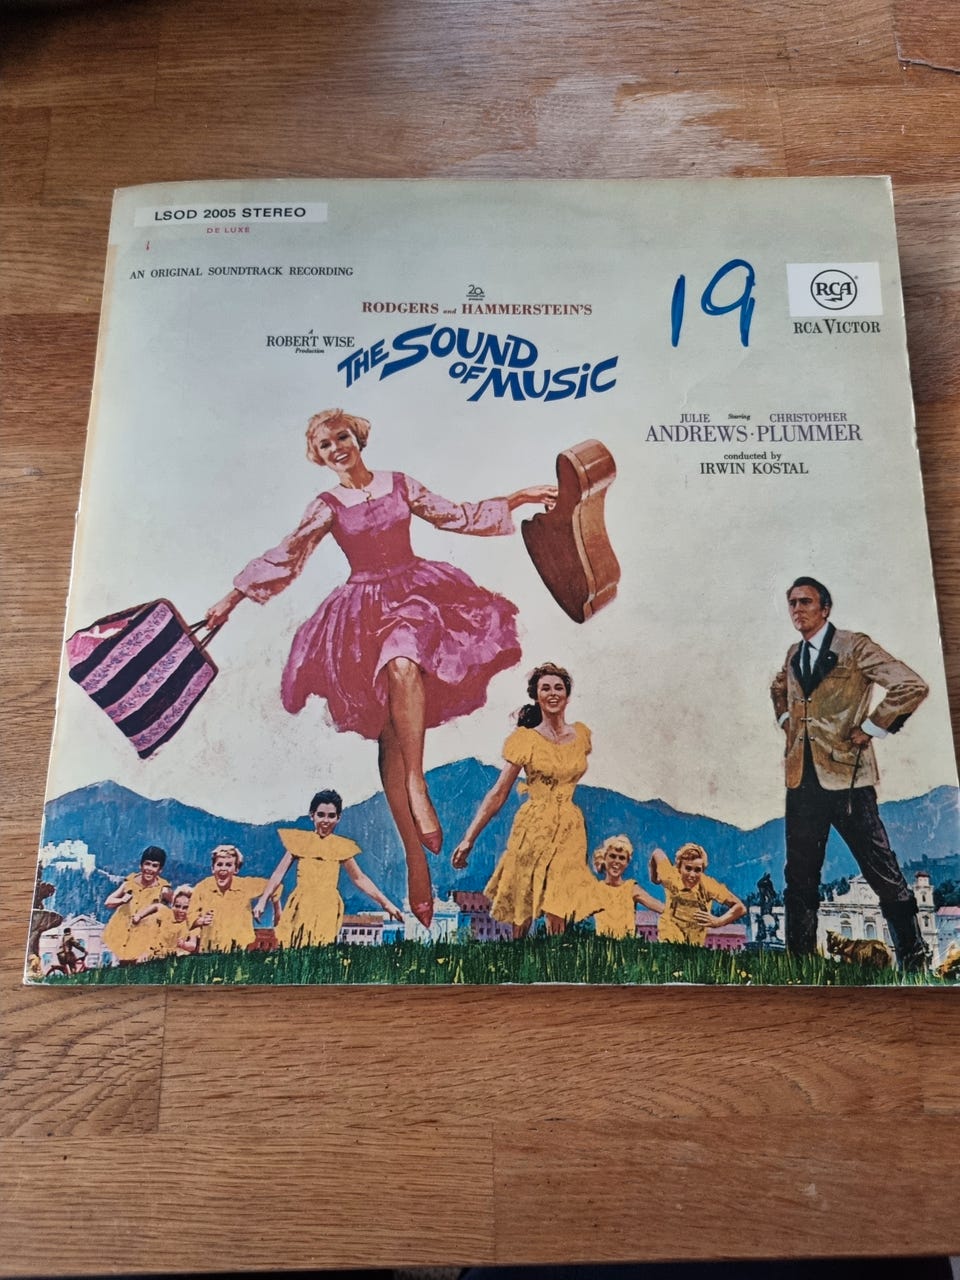 LSOD 2005 STEREO
DE LUXE
AN ORIGINAL SOUNDTRACK RECORDING
20
RODGERS and HAMMERSTEIN'S
A
ROBERT WISE
Production
THE SOUND
OF MUSIC
19
RCA
RCA VICTOR
JULIE Starring CHRISTOPHER
ANDREWS · PLUMMER
conducted by
IRWIN KOSTAL